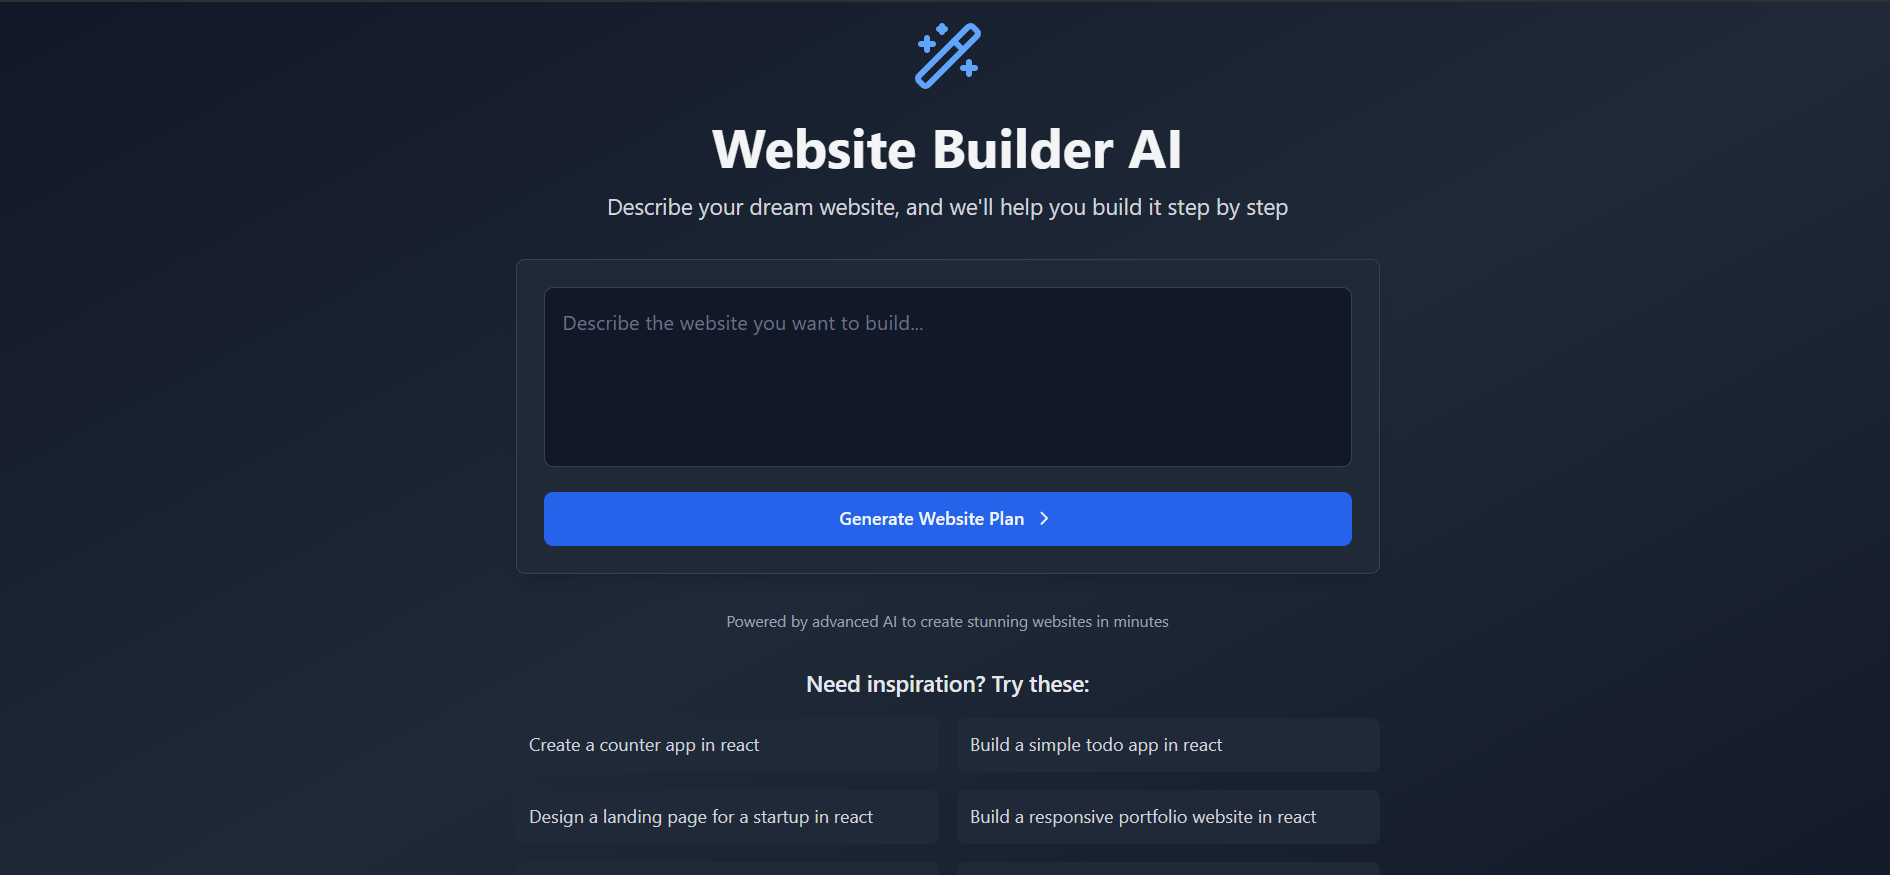 Website Builder AI
Describe your dream website, and we'll help you build it step by step
Describe the website you want to build...
Generate Website Plan
Powered by advanced AI to create stunning websites in minutes
Need inspiration? Try these:
Create a counter app in react
Build a simple todo app in react
Design a landing page for a startup in react
Build a responsive portfolio website in react